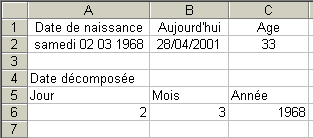 A B C
1 Date de naissance Aujourd'hui Age
2 samedi 02 03 1968 28/04/2001 33
3
4 Date décomposée
5 Jour Mois Année
6 2 3 1968
7